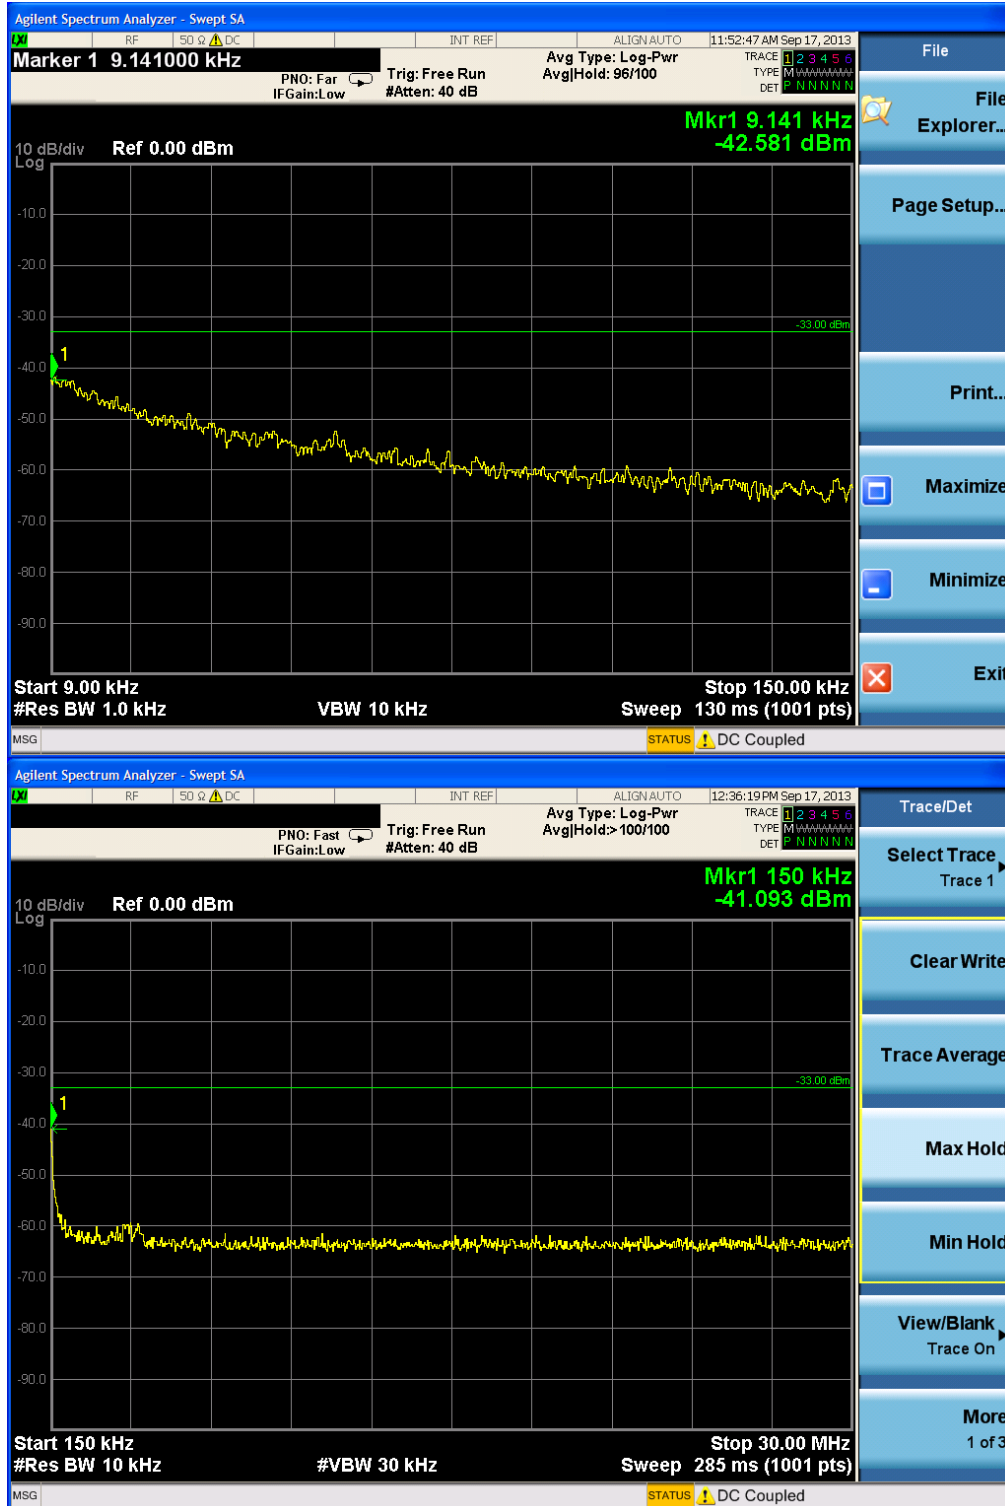 Agilent Spectrum Analyzer - Swept SA
LXI RF 50 Ω DC INT REF ALIGN AUTO 11:52:47 AM Sep 17, 2013
Marker 1 9.141000 kHz
Avg Type: Log-Pwr
TRACE 1 2 3 4 5 6
PNO: Far Trig: Free Run Avg|Hold: 96/100
TYPE M
IFGain:Low #Atten: 40 dB
DET P N N N N N
Mkr1 9.141 kHz
-42.581 dBm
10 dB/div Ref 0.00 dBm
Log
-10.0
-20.0
-30.0
-33.00 dBm
1
-40.0
-50.0
-60.0
-70.0
-80.0
-90.0
Start 9.00 kHz Stop 150.00 kHz
#Res BW 1.0 kHz VBW 10 kHz Sweep 130 ms (1001 pts)
MSG STATUS DC Coupled
File
File
Explorer...
Page Setup...
Print...
Maximize
Minimize
Exit
Agilent Spectrum Analyzer - Swept SA
LXI RF 50 Ω DC INT REF ALIGN AUTO 12:36:19 PM Sep 17, 2013
Avg Type: Log-Pwr
TRACE 1 2 3 4 5 6
PNO: Fast Trig: Free Run Avg|Hold:>100/100
TYPE M
IFGain:Low #Atten: 40 dB
DET P N N N N N
Mkr1 150 kHz
-41.093 dBm
10 dB/div Ref 0.00 dBm
Log
-10.0
-20.0
-30.0
-33.00 dBm
1
-40.0
-50.0
-60.0
-70.0
-80.0
-90.0
Start 150 kHz Stop 30.00 MHz
#Res BW 10 kHz #VBW 30 kHz Sweep 285 ms (1001 pts)
MSG STATUS DC Coupled
Trace/Det
Select Trace
Trace 1
Clear Write
Trace Average
Max Hold
Min Hold
View/Blank
Trace On
More
1 of 3